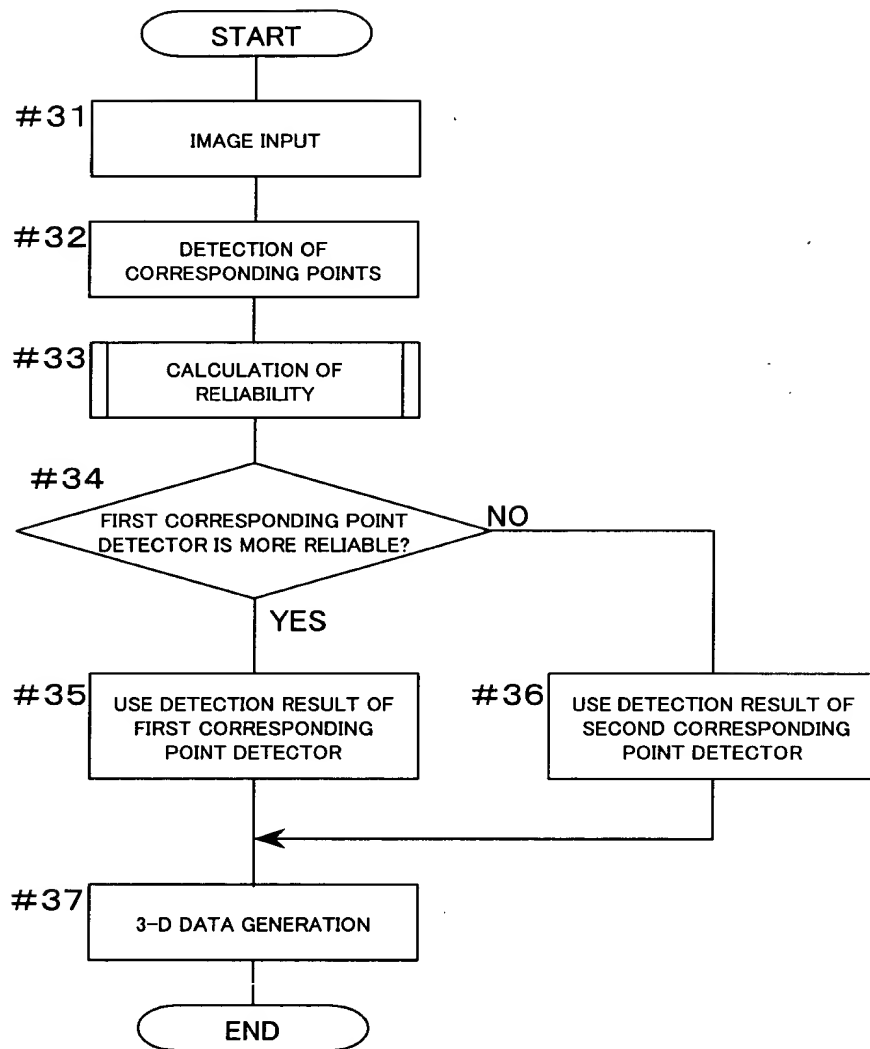 START
#31
IMAGE INPUT
#32
DETECTION OF
CORRESPONDING POINTS
#33
CALCULATION OF
RELIABILITY
#34
FIRST CORRESPONDING POINT
DETECTOR IS MORE RELIABLE?
NO
YES
#35
USE DETECTION RESULT OF
FIRST CORRESPONDING
POINT DETECTOR
#36
USE DETECTION RESULT OF
SECOND CORRESPONDING
POINT DETECTOR
#37
3-D DATA GENERATION
END